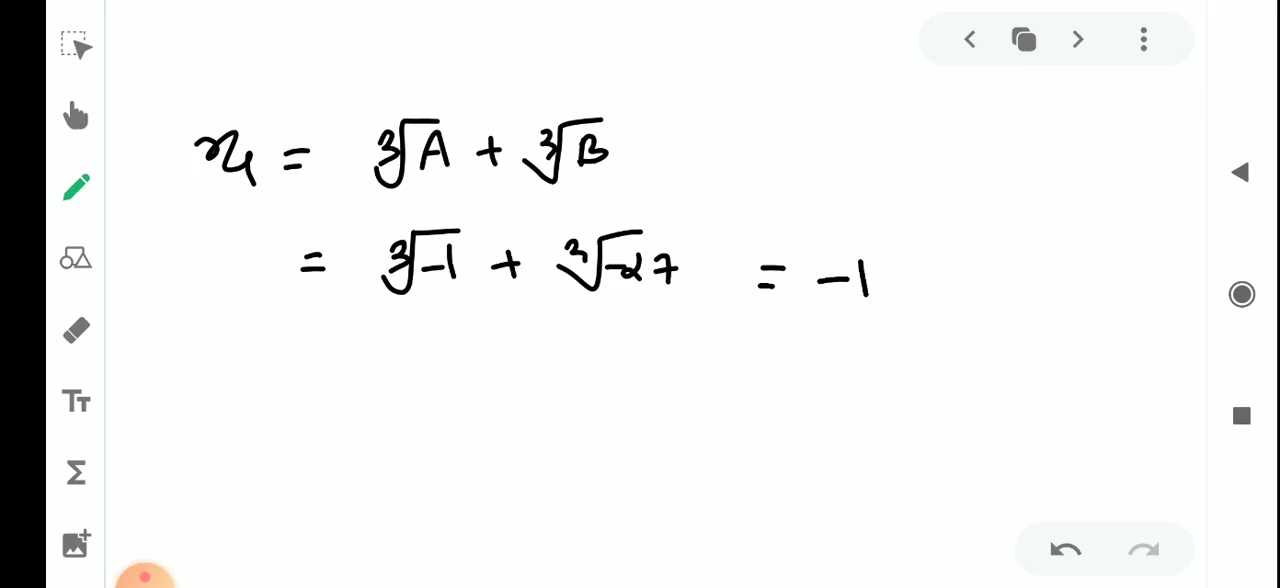 x₁ = ∛A + ∛B
= ∛-1 + ∛-27 = -1